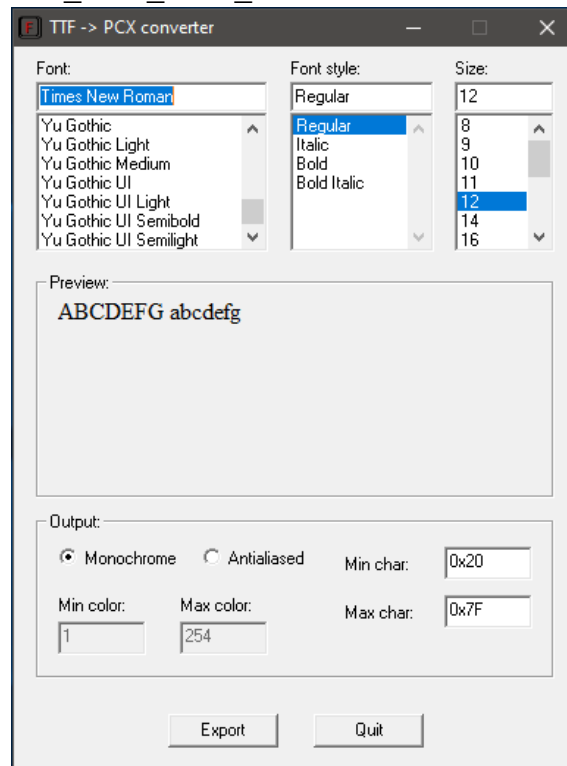 TTF -> PCX converter
Font:
Font style:
Size:
Times New Roman
Regular
12
Yu Gothic
Yu Gothic Light
Yu Gothic Medium
Yu Gothic UI
Yu Gothic UI Light
Yu Gothic UI Semibold
Yu Gothic UI Semilight
Regular
Italic
Bold
Bold Italic
8
9
10
11
12
14
16
Preview:
ABCDEFG abcdefg
Output:
Monochrome
Antialiased
Min char:
0x20
Min color:
Max color:
Max char:
0x7F
1
254
Export
Quit